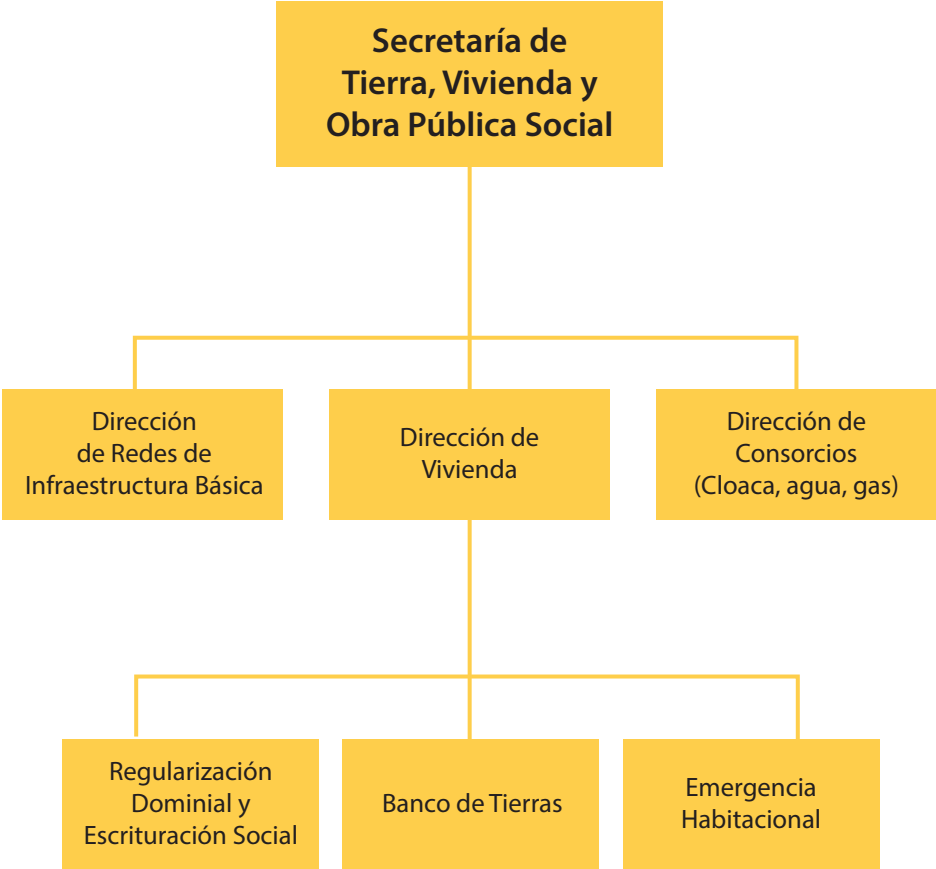 Secretaría de
Tierra, Vivienda y
Obra Pública Social
Dirección
de Redes de
Infraestructura Básica
Dirección de
Vivienda
Dirección de
Consorcios
(Cloaca, agua, gas)
Regularización
Dominial y
Escrituración Social
Banco de Tierras
Emergencia
Habitacional